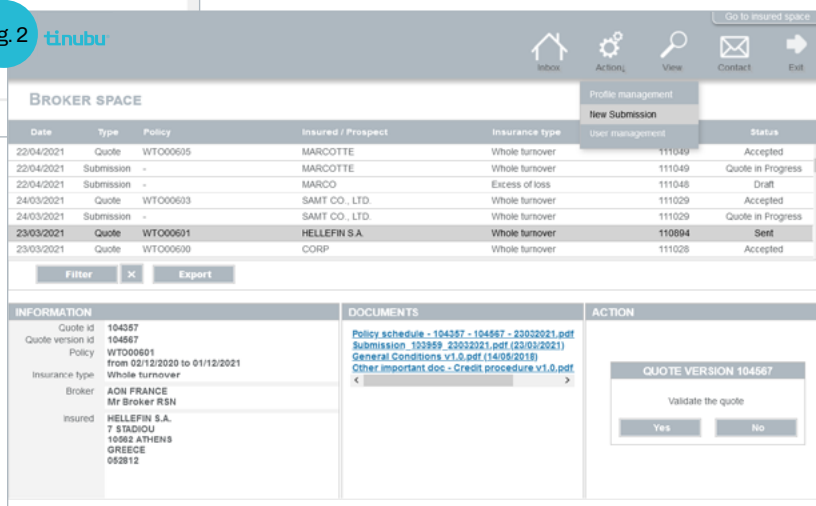 g. 2 tinubu
Go to insured space
Inbox Actions View Contact Exit
BROKER SPACE
Profile management
New Submission
User management
Date Type Policy Insured / Prospect Insurance type Status
22/04/2021 Quote WTO00605 MARCOTTE Whole turnover 111049 Accepted
22/04/2021 Submission - MARCOTTE Whole turnover 111049 Quote in Progress
22/04/2021 Submission - MARCO Excess of loss 111048 Draft
24/03/2021 Quote WTO00603 SAMT CO., LTD. Whole turnover 111029 Accepted
24/03/2021 Submission - SAMT CO., LTD. Whole turnover 111029 Quote in Progress
23/03/2021 Quote WTO00601 HELLEFIN S.A. Whole turnover 110894 Sent
23/03/2021 Quote WTO00600 CORP Whole turnover 111028 Accepted
Filter × Export
INFORMATION
Quote id 104357
Quote version id 104567
Policy WTO00601
from 02/12/2020 to 01/12/2021
Insurance type Whole turnover
Broker AON FRANCE
Mr Broker RSN
Insured HELLEFIN S.A.
7 STADIOU
10562 ATHENS
GREECE
052812
DOCUMENTS
Policy schedule - 104357 - 104567 - 23032021.pdf
Submission_103959_23032021.pdf (23/03/2021)
General Conditions v1.0.pdf (14/05/2018)
Other important doc - Credit procedure v1.0.pdf
< >
ACTION
QUOTE VERSION 104567
Validate the quote
Yes No